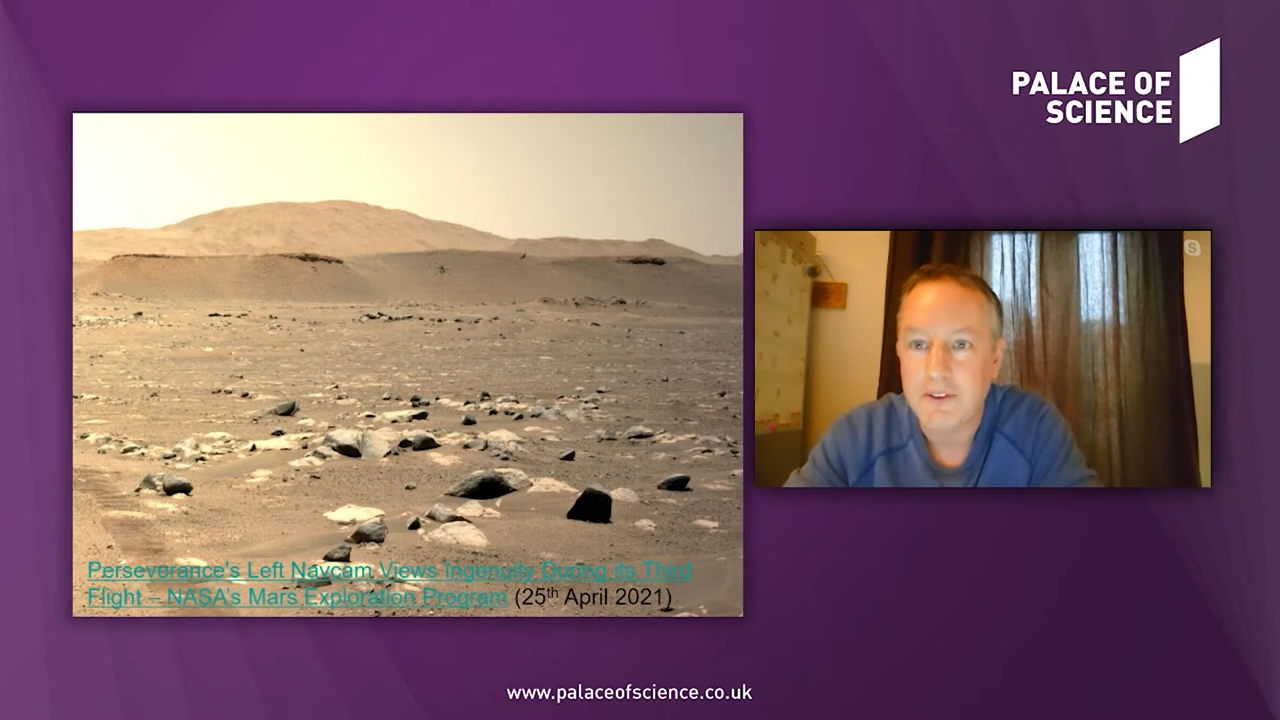 PALACE OF
SCIENCE
S
Perseverance's Left Navcam Views Ingenuity During its Third
Flight – NASA's Mars Exploration Program (25th April 2021)
www.palaceofscience.co.uk